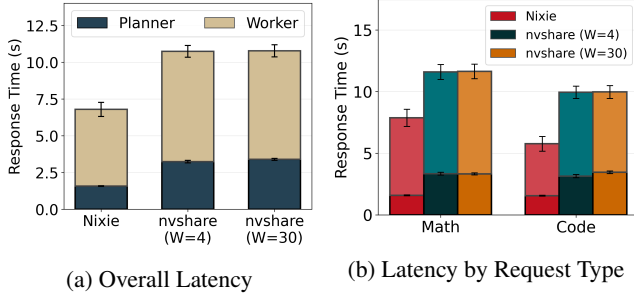 Response Time (s)
12.5
10.0
7.5
5.0
2.5
0.0
Planner
Worker
Nixie
nvshare
(W=4)
nvshare
(W=30)
(a) Overall Latency
Response Time (s)
15
10
5
0
Nixie
nvshare (W=4)
nvshare (W=30)
Math
Code
(b) Latency by Request Type